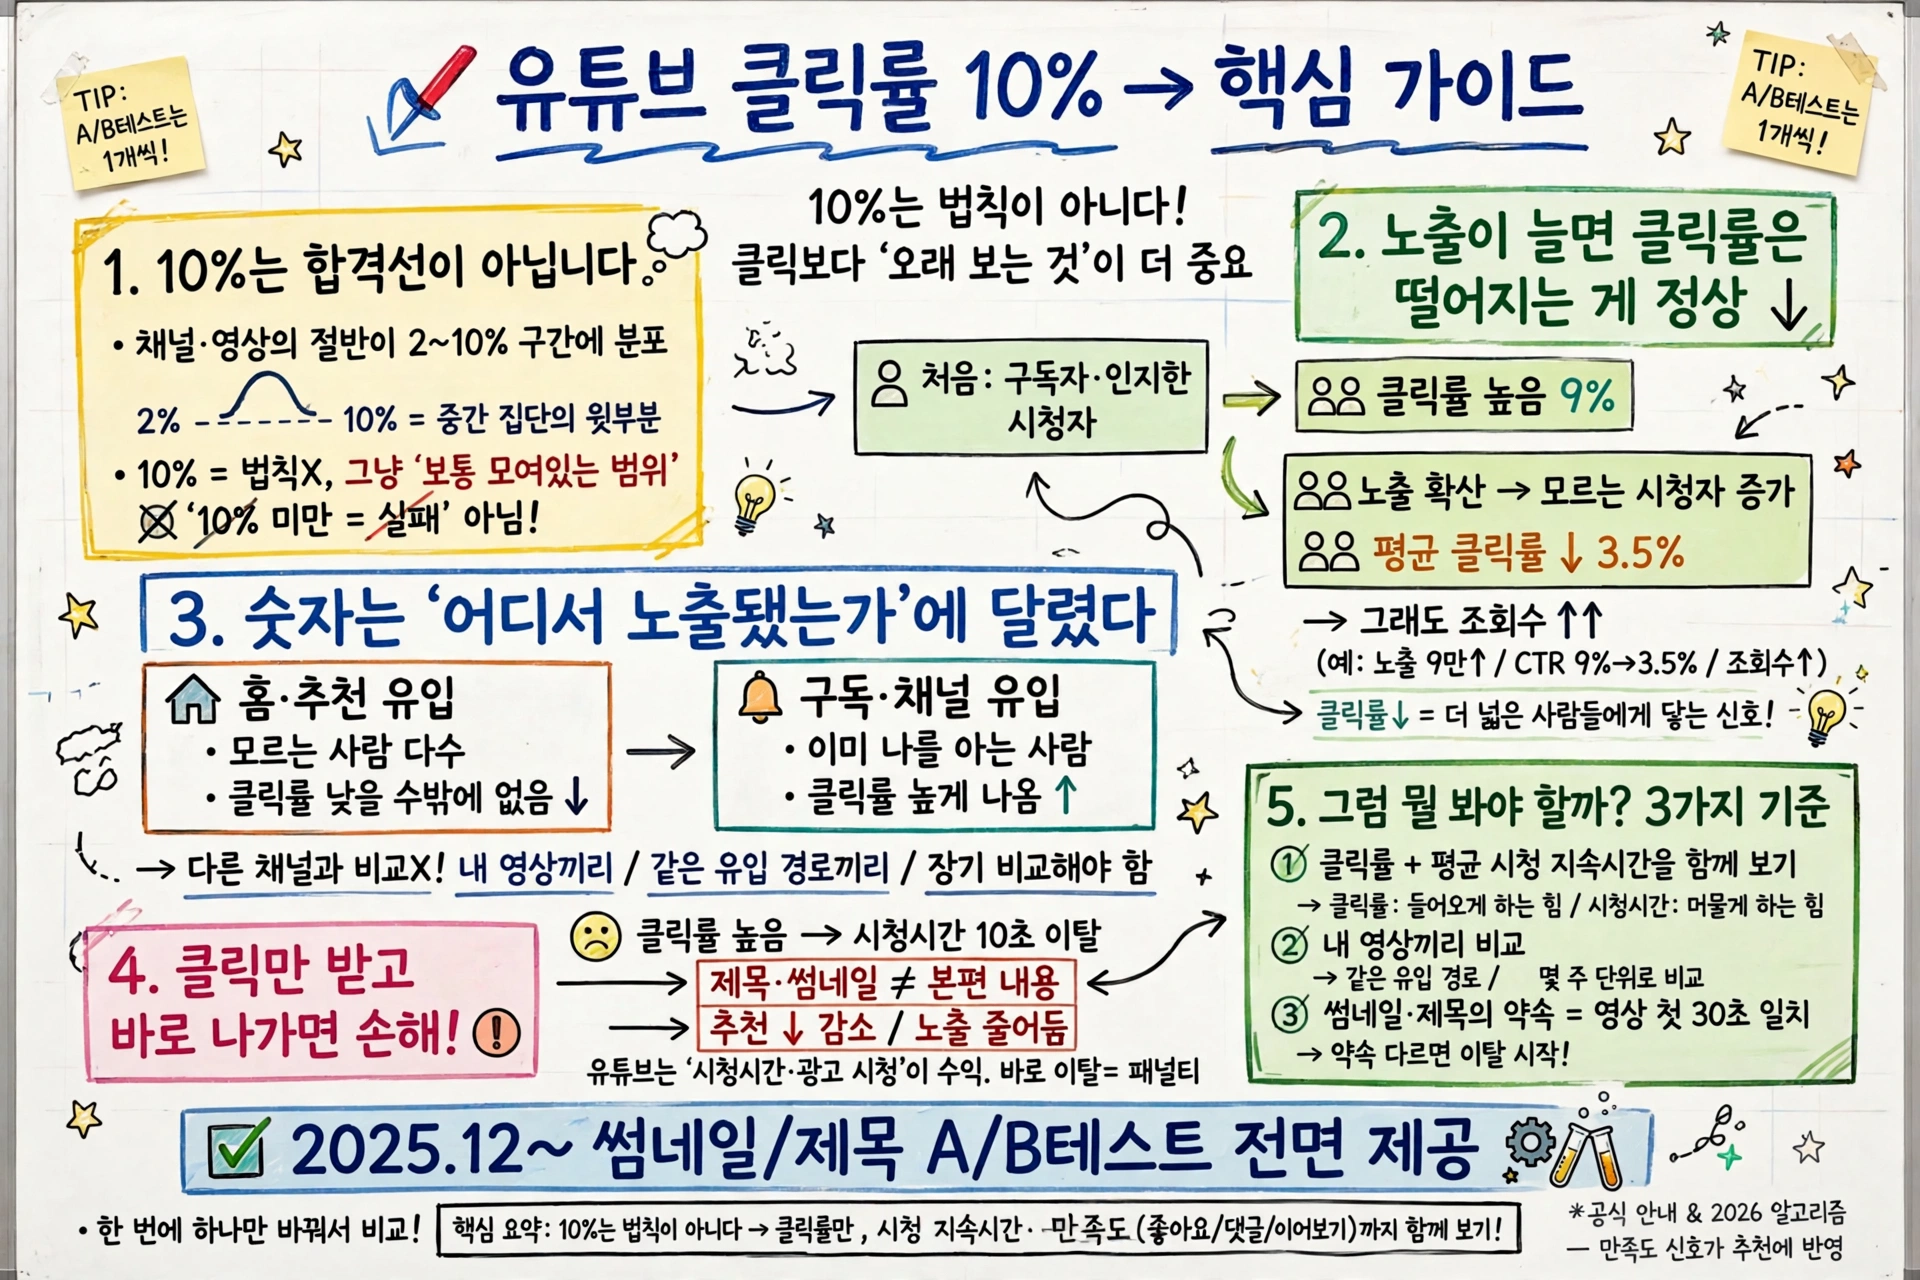 TIP:
A/B테스트는
1개씩!
유튜브 클릭률 10% → 핵심 가이드
TIP:
A/B테스트는
1개씩!
10%는 법칙이 아니다!
클릭보다 ‘오래 보는 것’이 더 중요
1. 10%는 합격선이 아닙니다.
• 채널·영상의 절반이 2~10% 구간에 분포
2% 10% = 중간 집단의 윗부분
• 10% = 법칙X, 그냥 ‘보통 모여있는 범위’
‘10% 미만 = 실패’ 아님!
2. 노출이 늘면 클릭률은
떨어지는 게 정상 ↓
처음: 구독자·인지한
시청자
클릭률 높음 9%
노출 확산 → 모르는 시청자 증가
평균 클릭률 ↓ 3.5%
→ 그래도 조회수 ↑↑
(예: 노출 9만↑ / CTR 9%→3.5% / 조회수↑)
클릭률↓ = 더 넓은 사람들에게 닿는 신호!
3. 숫자는 ‘어디서 노출됐는가’에 달렸다
홈·추천 유입
• 모르는 사람 다수
• 클릭률 낮을 수밖에 없음 ↓
구독·채널 유입
• 이미 나를 아는 사람
• 클릭률 높게 나옴 ↑
→ 다른 채널과 비교X! 내 영상끼리 / 같은 유입 경로끼리 / 장기 비교해야 함
4. 클릭만 받고
바로 나가면 손해!
클릭률 높음 → 시청시간 10초 이탈
제목·썸네일 ≠ 본편 내용
추천 ↓ 감소 / 노출 줄어듬
유튜브는 ‘시청시간·광고 시청’이 수익. 바로 이탈= 패널티
5. 그럼 뭘 봐야 할까? 3가지 기준
① 클릭률 + 평균 시청 지속시간을 함께 보기
→ 클릭률: 들어오게 하는 힘 / 시청시간: 머물게 하는 힘
② 내 영상끼리 비교
→ 같은 유입 경로 / 몇 주 단위로 비교
③ 썸네일·제목의 약속 = 영상 첫 30초 일치
→ 약속 다르면 이탈 시작!
2025.12~ 썸네일/제목 A/B테스트 전면 제공
• 한 번에 하나만 바꿔서 비교!
핵심 요약: 10%는 법칙이 아니다 → 클릭률만, 시청 지속시간· 만족도 (좋아요/댓글/이어보기)까지 함께 보기!
*공식 안내 & 2026 알고리즘
— 만족도 신호가 추천에 반영